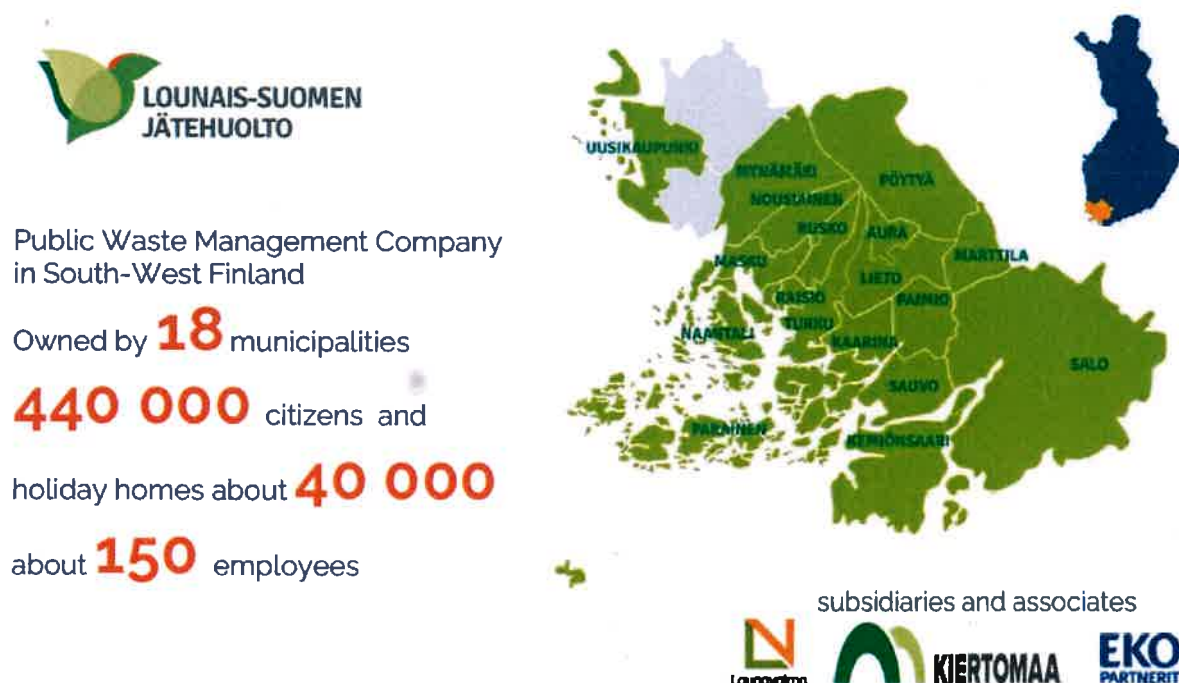 LOUNAIS-SUOMEN
JÄTEHUOLTO
Public Waste Management Company
in South-West Finland
Owned by 18 municipalities
440 000 citizens and
holiday homes about 40 000
about 150 employees
UUSIKAUPUNKI
MYNÄMÄKI
PÖYTYÄ
NOUSIAINEN
RUSKO
AURA
MARTTILA
MASKU
LIETO
RAISIO
PAIMIO
TURKU
NAANTALI
KAARINA
SALO
SAUVO
PARAINEN
KEMIÖNSAARI
subsidiaries and associates
KIERTOMAA
EKO
PARTNERIT